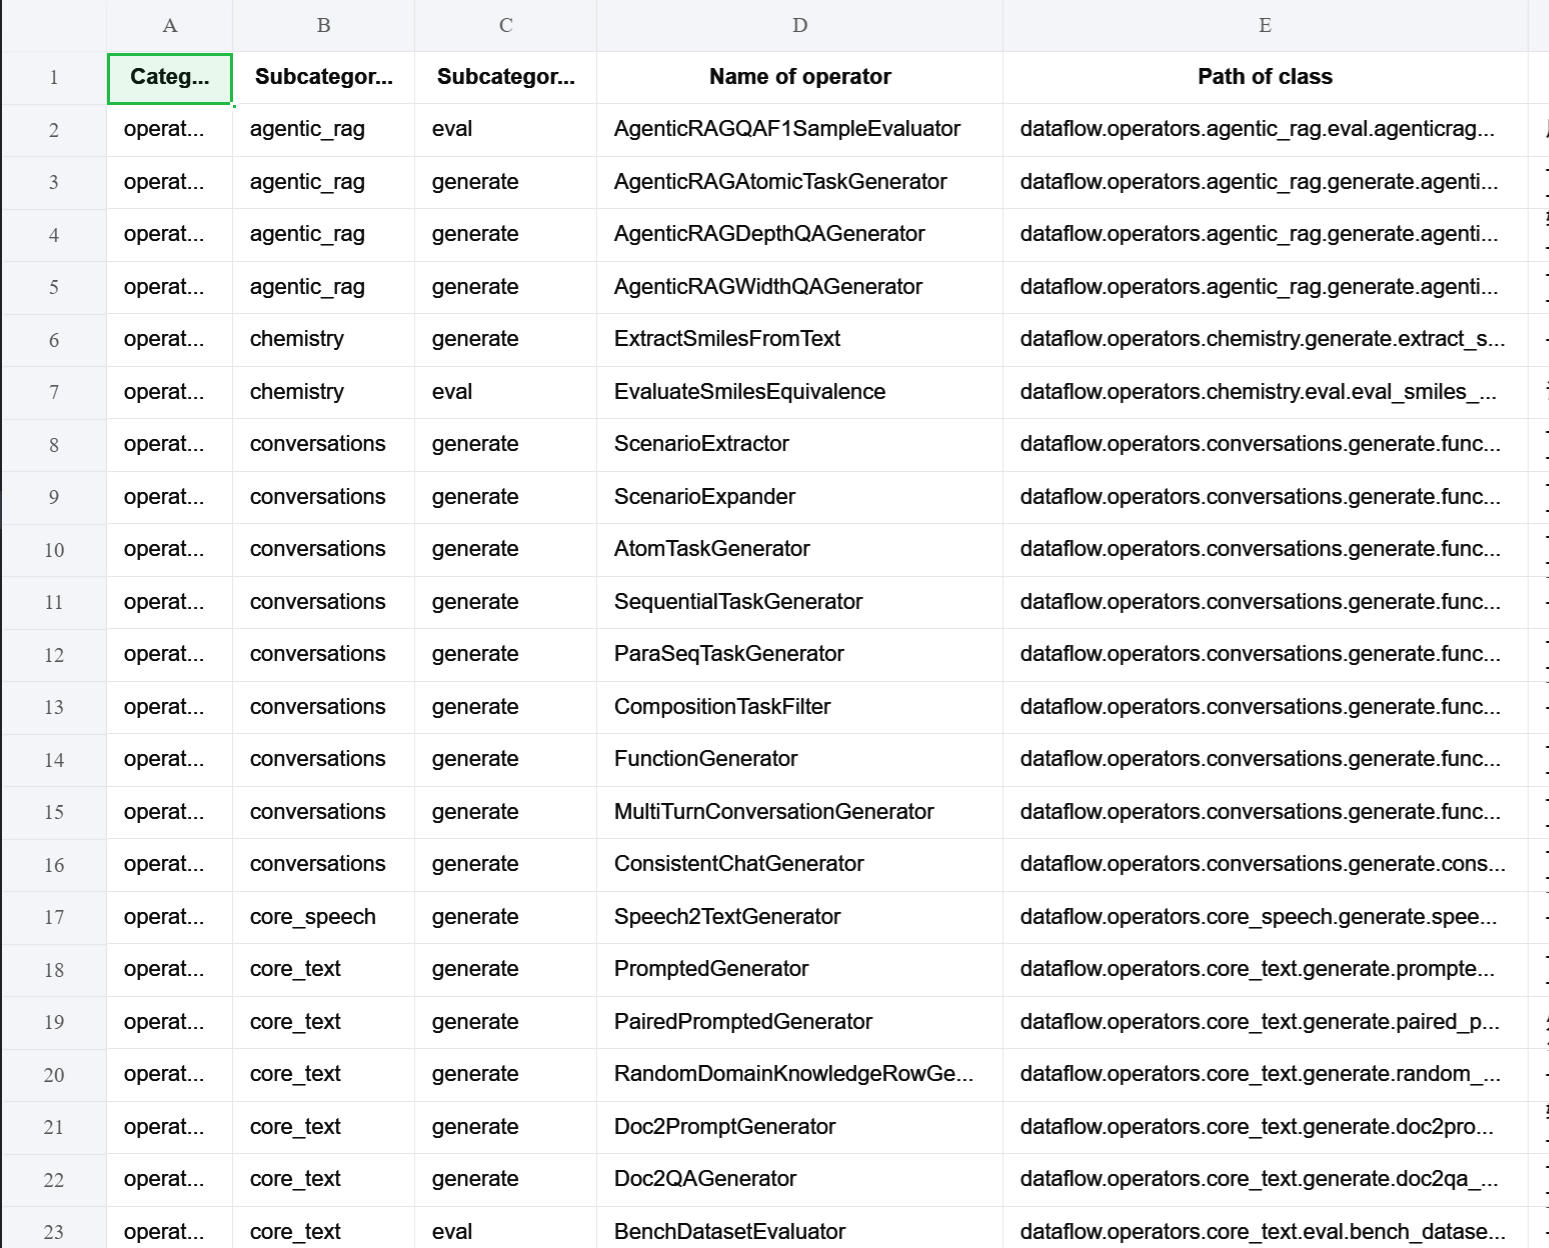 A B C D E
1 Categ... Subcategor... Subcategor... Name of operator Path of class
2 operat... agentic_rag eval AgenticRAGQAF1SampleEvaluator dataflow.operators.agentic_rag.eval.agenticrag...
3 operat... agentic_rag generate AgenticRAGAtomicTaskGenerator dataflow.operators.agentic_rag.generate.agenti...
4 operat... agentic_rag generate AgenticRAGDepthQAGenerator dataflow.operators.agentic_rag.generate.agenti...
5 operat... agentic_rag generate AgenticRAGWidthQAGenerator dataflow.operators.agentic_rag.generate.agenti...
6 operat... chemistry generate ExtractSmilesFromText dataflow.operators.chemistry.generate.extract_s...
7 operat... chemistry eval EvaluateSmilesEquivalence dataflow.operators.chemistry.eval.eval_smiles_...
8 operat... conversations generate ScenarioExtractor dataflow.operators.conversations.generate.func...
9 operat... conversations generate ScenarioExpander dataflow.operators.conversations.generate.func...
10 operat... conversations generate AtomTaskGenerator dataflow.operators.conversations.generate.func...
11 operat... conversations generate SequentialTaskGenerator dataflow.operators.conversations.generate.func...
12 operat... conversations generate ParaSeqTaskGenerator dataflow.operators.conversations.generate.func...
13 operat... conversations generate CompositionTaskFilter dataflow.operators.conversations.generate.func...
14 operat... conversations generate FunctionGenerator dataflow.operators.conversations.generate.func...
15 operat... conversations generate MultiTurnConversationGenerator dataflow.operators.conversations.generate.func...
16 operat... conversations generate ConsistentChatGenerator dataflow.operators.conversations.generate.cons...
17 operat... core_speech generate Speech2TextGenerator dataflow.operators.core_speech.generate.spee...
18 operat... core_text generate PromptedGenerator dataflow.operators.core_text.generate.prompte...
19 operat... core_text generate PairedPromptedGenerator dataflow.operators.core_text.generate.paired_p...
20 operat... core_text generate RandomDomainKnowledgeRowGe... dataflow.operators.core_text.generate.random_...
21 operat... core_text generate Doc2PromptGenerator dataflow.operators.core_text.generate.doc2pro...
22 operat... core_text generate Doc2QAGenerator dataflow.operators.core_text.generate.doc2qa_...
23 operat... core_text eval BenchDatasetEvaluator dataflow.operators.core_text.eval.bench_datase...